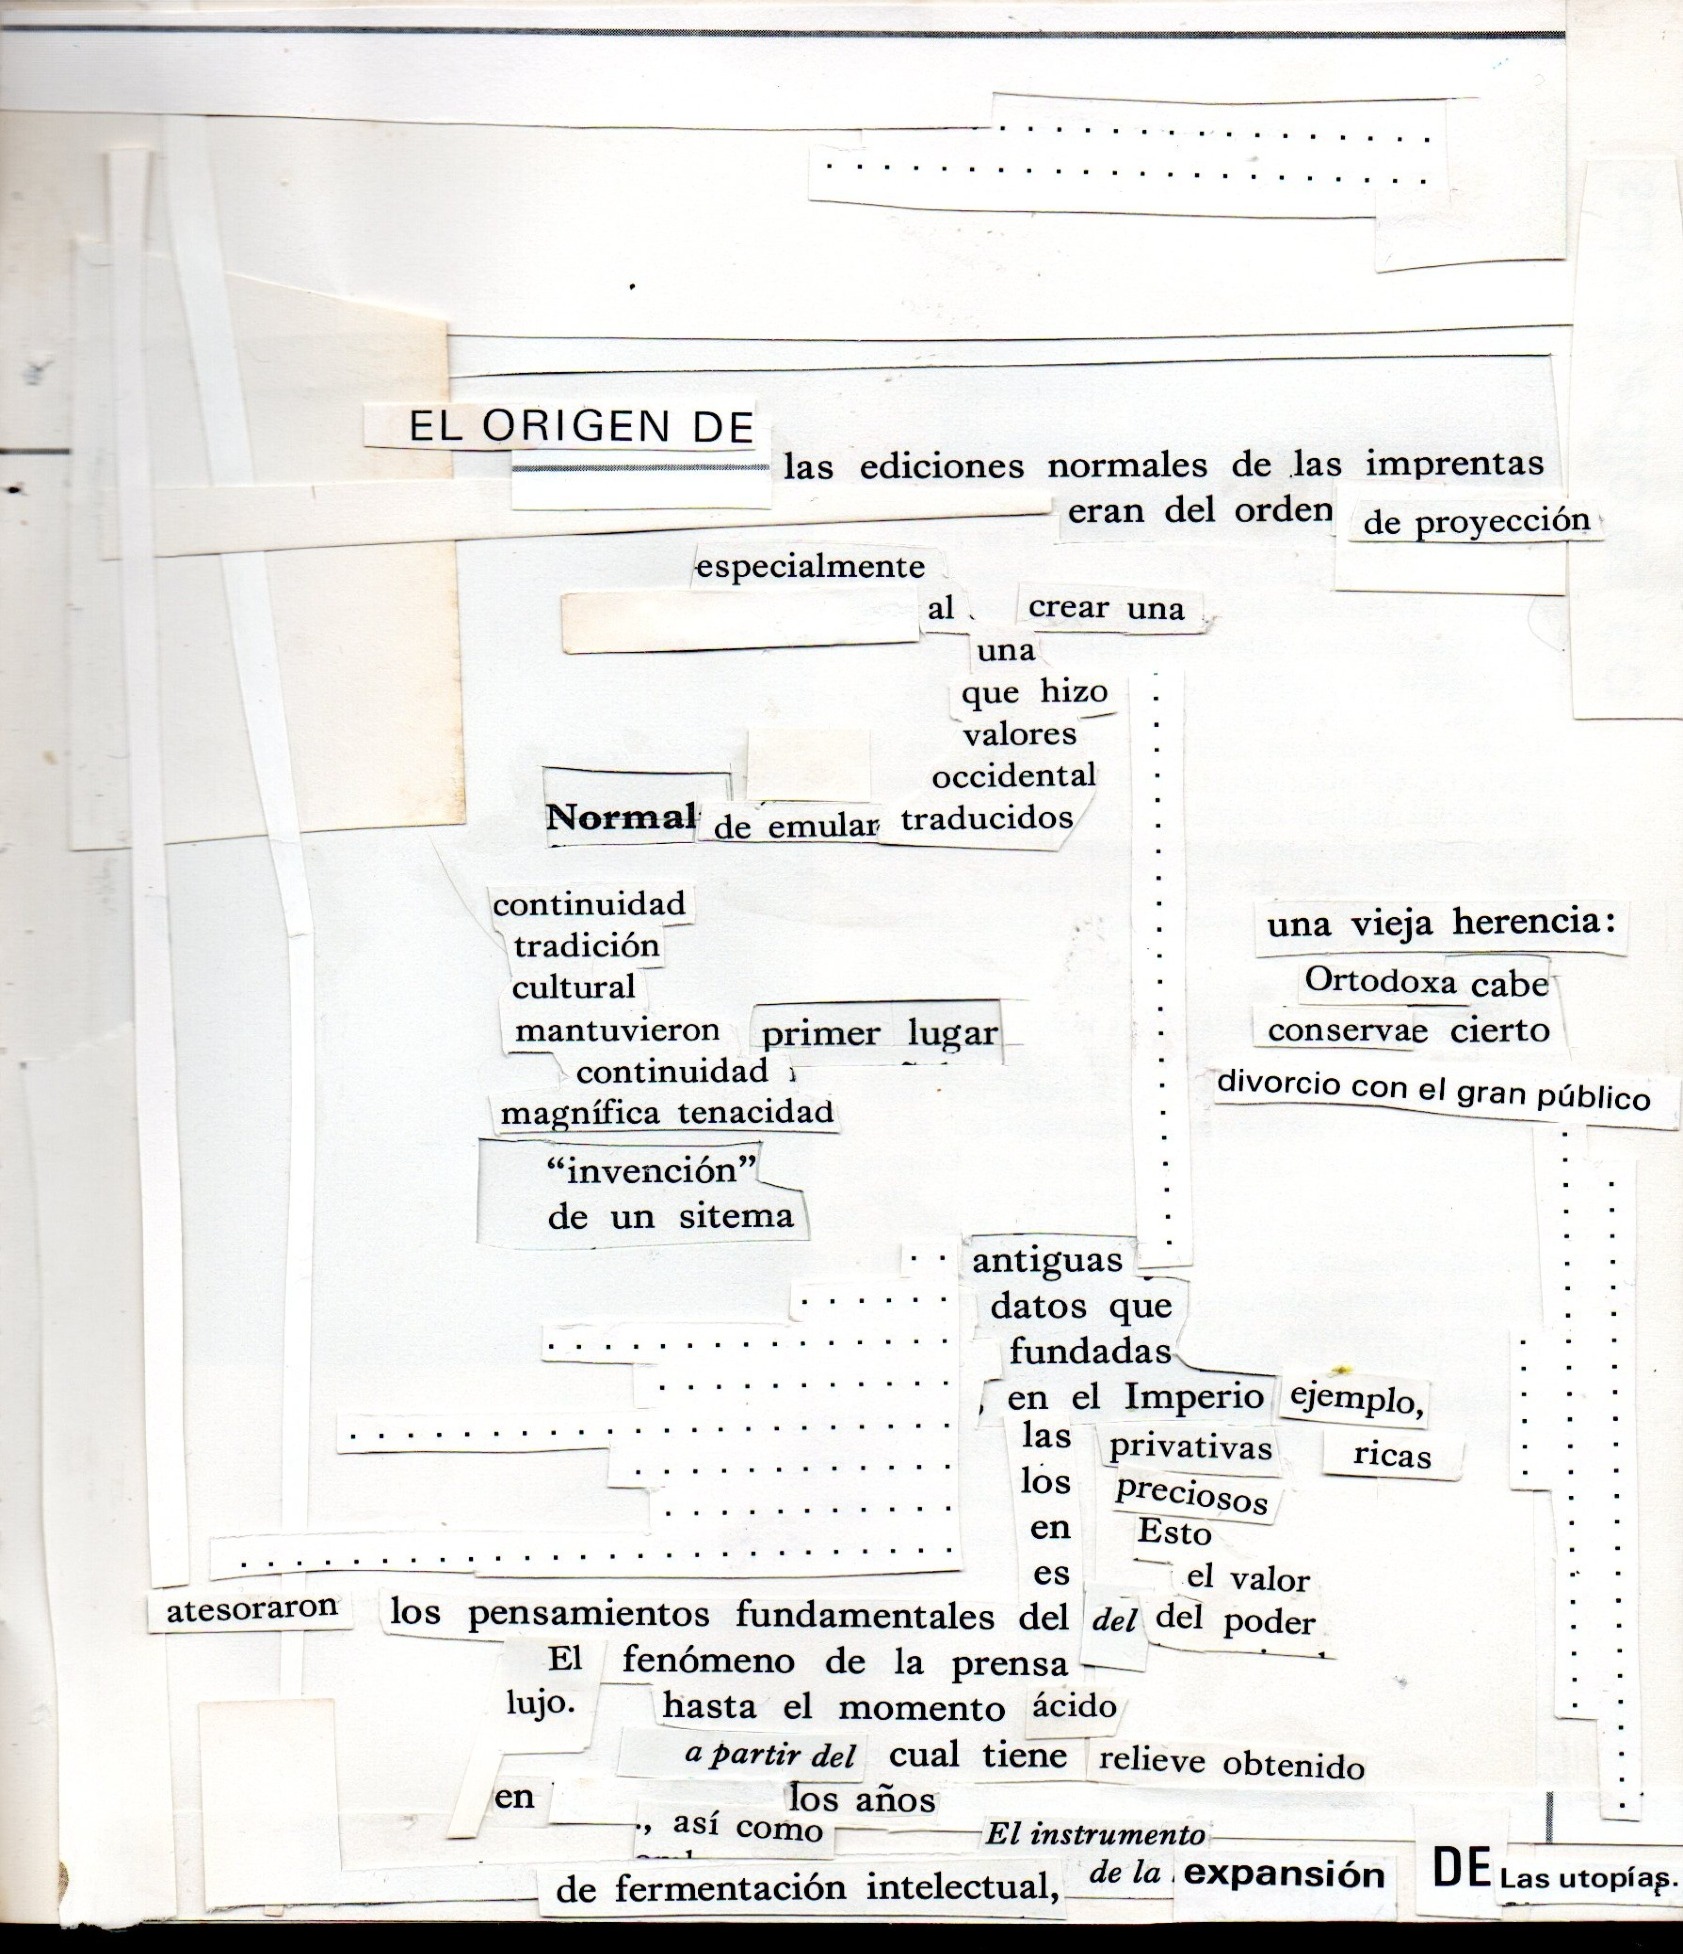 EL ORIGEN DE
las ediciones normales de las imprentas
eran del orden de proyección
especialmente
al crear una
una
que hizo
valores
occidental
Normal de emular traducidos
continuidad
tradición
cultural
mantuvieron primer lugar
continuidad
magnífica tenacidad
“invención”
de un sitema
una vieja herencia:
Ortodoxa cabe
conservae cierto
divorcio con el gran público
antiguas
datos que
fundadas
, en el Imperio ejemplo,
las privativas ricas
los preciosos
en Esto
es el valor
atesoraron los pensamientos fundamentales del del del poder
El fenómeno de la prensa
lujo. hasta el momento ácido
a partir del cual tiene relieve obtenido
en los años
., así como El instrumento
de fermentación intelectual, de la expansión DE Las utopías.